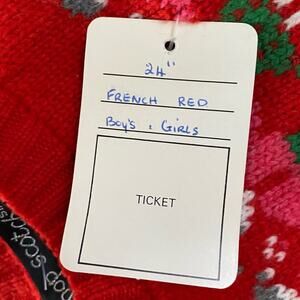 24"
FRENCH RED
Boy's : Girls
TICKET